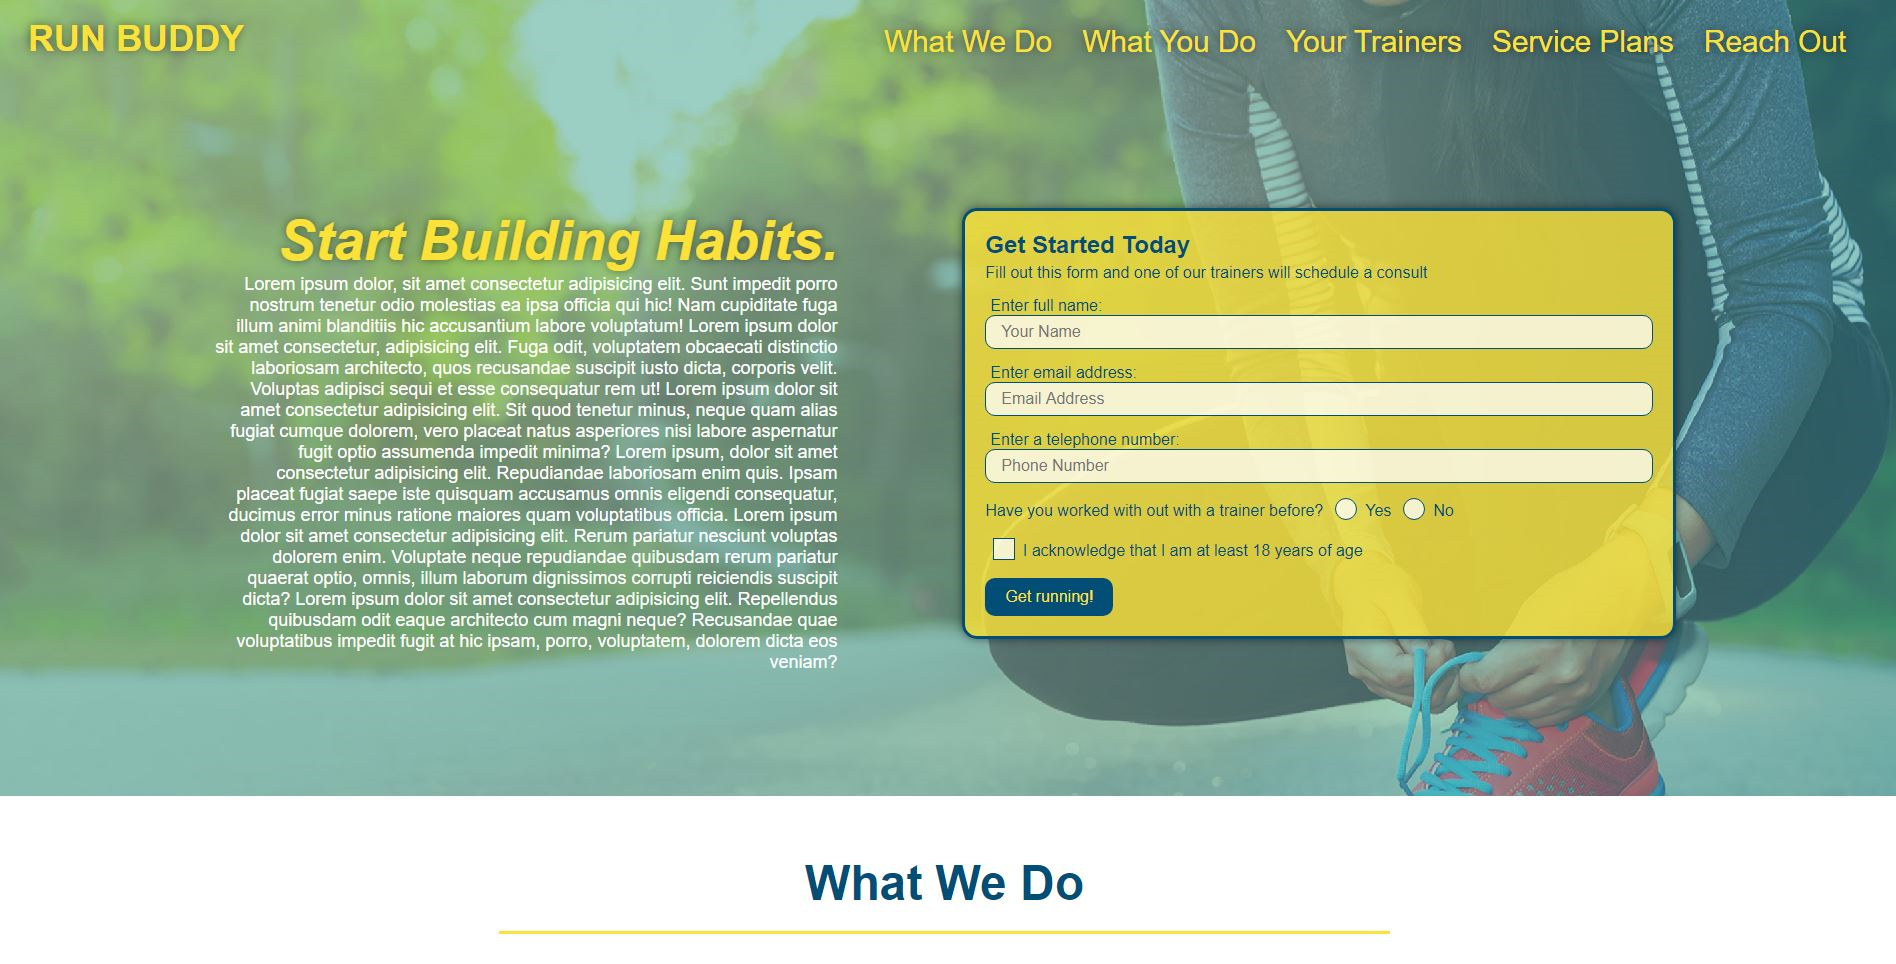 RUN BUDDY
What We Do What You Do Your Trainers Service Plans Reach Out
Start Building Habits.
Lorem ipsum dolor, sit amet consectetur adipisicing elit. Sunt impedit porro
nostrum tenetur odio molestias ea ipsa officia qui hic! Nam cupiditate fuga
illum animi blanditiis hic accusantium labore voluptatum! Lorem ipsum dolor
sit amet consectetur, adipisicing elit. Fuga odit, voluptatem obcaecati distinctio
laboriosam architecto, quos recusandae suscipit iusto dicta, corporis velit.
Voluptas adipisci sequi et esse consequatur rem ut! Lorem ipsum dolor sit
amet consectetur adipisicing elit. Sit quod tenetur minus, neque quam alias
fugiat cumque dolorem, vero placeat natus asperiores nisi labore aspernatur
fugit optio assumenda impedit minima? Lorem ipsum, dolor sit amet
consectetur adipisicing elit. Repudiandae laboriosam enim quis. Ipsam
placeat fugiat saepe iste quisquam accusamus omnis eligendi consequatur,
ducimus error minus ratione maiores quam voluptatibus officia. Lorem ipsum
dolor sit amet consectetur adipisicing elit. Rerum pariatur nesciunt voluptas
dolorem enim. Voluptate neque repudiandae quibusdam rerum pariatur
quaerat optio, omnis, illum laborum dignissimos corrupti reiciendis suscipit
dicta? Lorem ipsum dolor sit amet consectetur adipisicing elit. Repellendus
quibusdam odit eaque architecto cum magni neque? Recusandae quae
voluptatibus impedit fugit at hic ipsam, porro, voluptatem, dolorem dicta eos
veniam?
Get Started Today
Fill out this form and one of our trainers will schedule a consult
Enter full name:
Your Name
Enter email address:
Email Address
Enter a telephone number:
Phone Number
Have you worked with out with a trainer before? Yes No
I acknowledge that I am at least 18 years of age
Get running!
What We Do